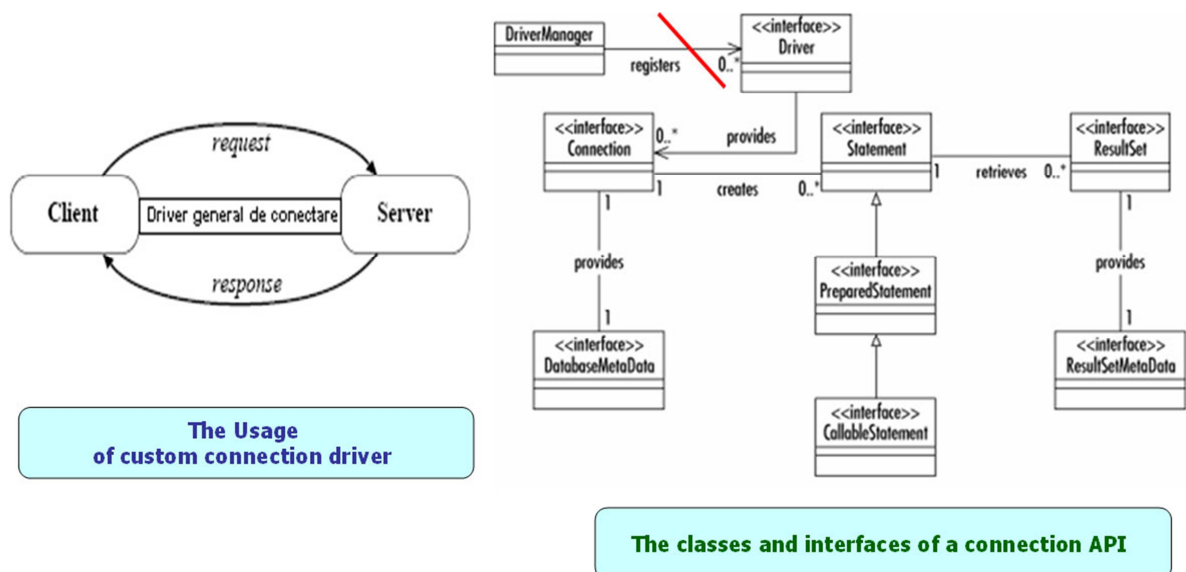 request
Client
Driver general de conectare
Server
response
The Usage
of custom connection driver
DriverManager
registers
0..*
<<interface>>
Driver
provides
<<interface>>
Connection
0..*
1
creates
0..*
<<interface>>
Statement
1
retrieves
0..*
<<interface>>
ResultSet
1
provides
1
<<interface>>
DatabaseMetaData
<<interface>>
PreparedStatement
<<interface>>
CallableStatement
1
provides
1
<<interface>>
ResultSetMetaData
The classes and interfaces of a connection API